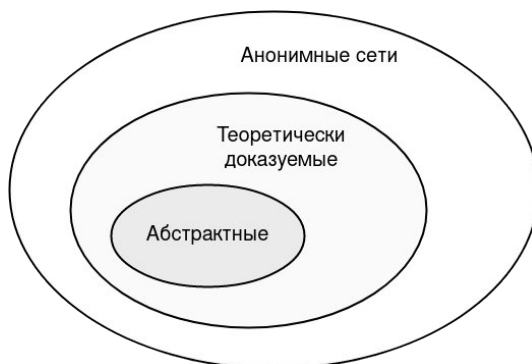 Анонимные сети
Теоретически
доказуемые
Абстрактные